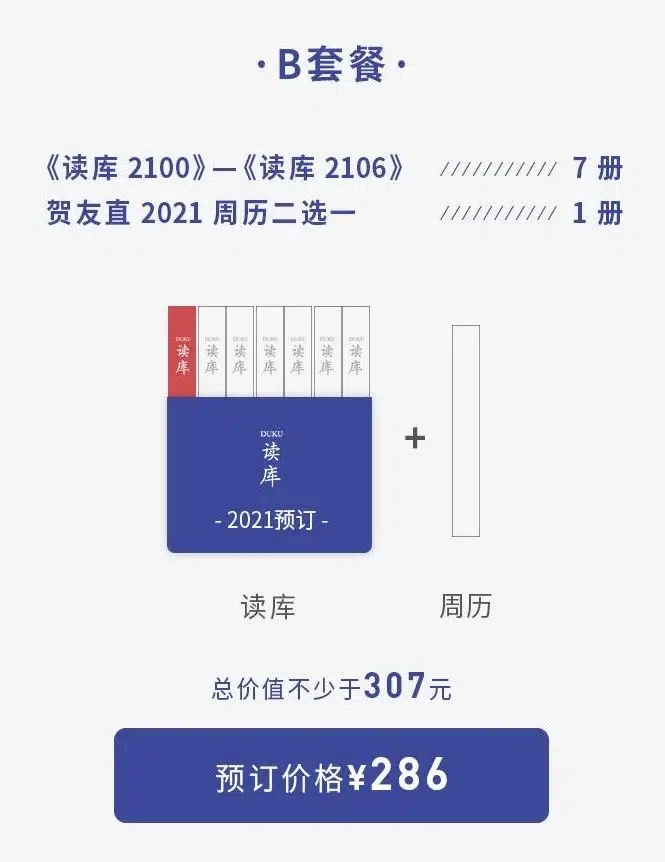 ·B套餐·
《读库 2100》—《读库 2106》 /////////// 7 册
贺友直 2021 周历二选一 /////////// 1 册
DUKU DUKU DUKU DUKU DUKU DUKU DUKU
读库 读库 读库 读库 读库 读库 读库
DUKU
读
库
- 2021预订 -
+
读库 周历
总价值不少于307元
预订价格¥286